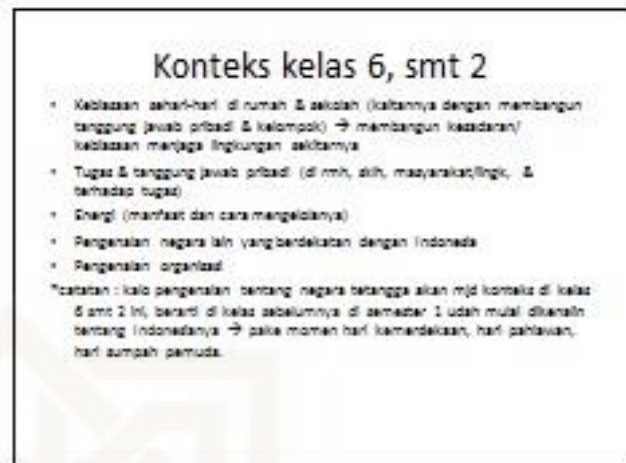 Konteks kelas 6, smt 2
• Kebiasaan sehari-hari di rumah & sekolah (kaitannya dengan membangun
tanggung jawab pribadi & kelompok) → membangun kesadaran/
kebiasaan menjaga lingkungan sekitarnya
• Tugas & tanggung jawab pribadi (di rmh, sklh, masyarakat/lingk, &
terhadap tugas)
• Energi (manfaat dan cara mengelolanya)
• Pengenalan negara lain yang berdekatan dengan Indonesia
• Pengenalan organisasi
*catatan : kalo pengenalan tentang negara tetangga akan mjd konteks di kelas
6 smt 2 ini, berarti di kelas sebelumnya di semester 1 udah mulai dikenalin
tentang Indonesianya → pake momen hari kemerdekaan, hari pahlawan,
hari sumpah pemuda.